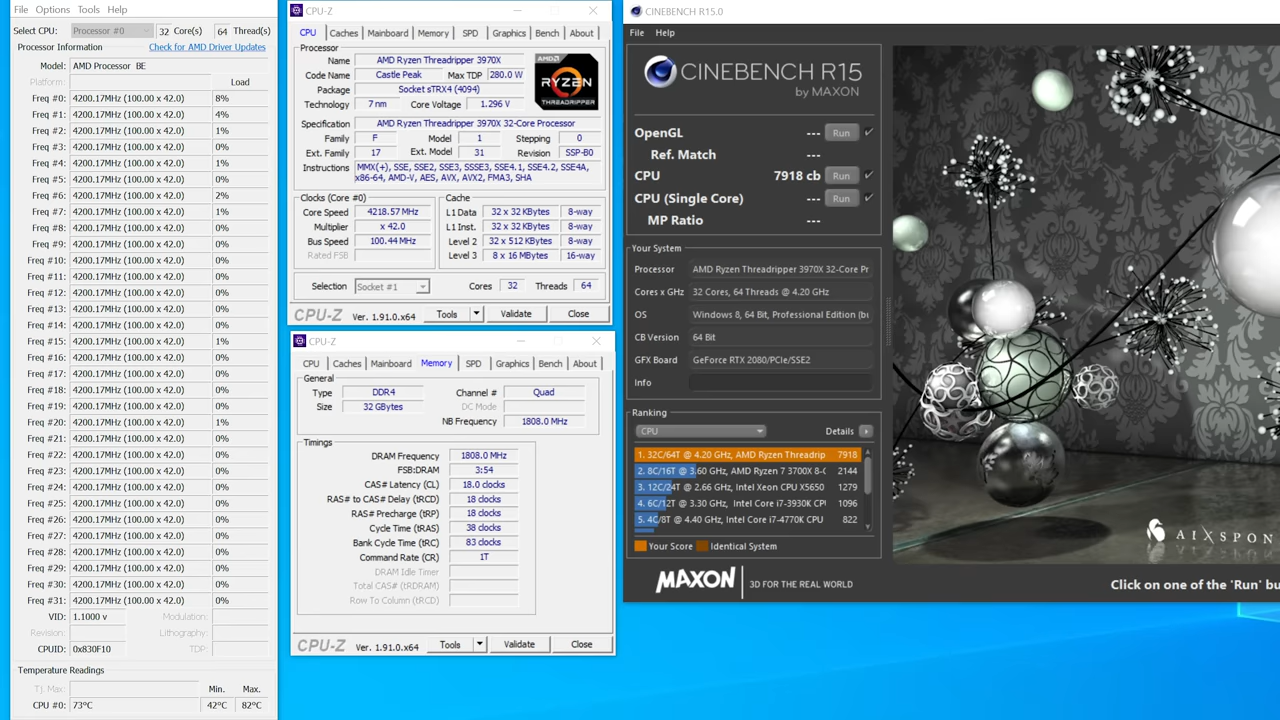 File Options Tools Help
Select CPU: Processor #0 32 Core(s) 64 Thread(s)
Processor Information Check for AMD Driver Updates
Model: AMD Processor BE
Platform:
Load
Freq #0: 4200.17MHz (100.00 x 42.0) 8%
Freq #1: 4200.17MHz (100.00 x 42.0) 4%
Freq #2: 4200.17MHz (100.00 x 42.0) 1%
Freq #3: 4200.17MHz (100.00 x 42.0) 0%
Freq #4: 4200.17MHz (100.00 x 42.0) 1%
Freq #5: 4200.17MHz (100.00 x 42.0) 0%
Freq #6: 4200.17MHz (100.00 x 42.0) 2%
Freq #7: 4200.17MHz (100.00 x 42.0) 1%
Freq #8: 4200.17MHz (100.00 x 42.0) 0%
Freq #9: 4200.17MHz (100.00 x 42.0) 0%
Freq #10: 4200.17MHz (100.00 x 42.0) 0%
Freq #11: 4200.17MHz (100.00 x 42.0) 0%
Freq #12: 4200.17MHz (100.00 x 42.0) 0%
Freq #13: 4200.17MHz (100.00 x 42.0) 0%
Freq #14: 4200.17MHz (100.00 x 42.0) 0%
Freq #15: 4200.17MHz (100.00 x 42.0) 1%
Freq #16: 4200.17MHz (100.00 x 42.0) 0%
Freq #17: 4200.17MHz (100.00 x 42.0) 0%
Freq #18: 4200.17MHz (100.00 x 42.0) 0%
Freq #19: 4200.17MHz (100.00 x 42.0) 0%
Freq #20: 4200.17MHz (100.00 x 42.0) 1%
Freq #21: 4200.17MHz (100.00 x 42.0) 0%
Freq #22: 4200.17MHz (100.00 x 42.0) 0%
Freq #23: 4200.17MHz (100.00 x 42.0) 0%
Freq #24: 4200.17MHz (100.00 x 42.0) 0%
Freq #25: 4200.17MHz (100.00 x 42.0) 0%
Freq #26: 4200.17MHz (100.00 x 42.0) 0%
Freq #27: 4200.17MHz (100.00 x 42.0) 0%
Freq #28: 4200.17MHz (100.00 x 42.0) 0%
Freq #29: 4200.17MHz (100.00 x 42.0) 0%
Freq #30: 4200.17MHz (100.00 x 42.0) 0%
Freq #31: 4200.17MHz (100.00 x 42.0) 0%
VID: 1.1000 v Modulation:
Revision: Lithography:
CPUID: 0x830F10 TDP:
Temperature Readings
Tj. Max: Min. Max.
CPU #0: 73°C 42°C 82°C
CPU-Z
CPU Caches Mainboard Memory SPD Graphics Bench About
Processor
Name AMD Ryzen Threadripper 3970X
Code Name Castle Peak Max TDP 280.0 W
Package Socket sTRX4 (4094)
Technology 7 nm Core Voltage 1.296 V
AMD
RYZEN
THREADRIPPER
Specification AMD Ryzen Threadripper 3970X 32-Core Processor
Family F Model 1 Stepping 0
Ext. Family 17 Ext. Model 31 Revision SSP-B0
Instructions MMX(+), SSE, SSE2, SSE3, SSSE3, SSE4.1, SSE4.2, SSE4A,
x86-64, AMD-V, AES, AVX, AVX2, FMA3, SHA
Clocks (Core #0)
Core Speed 4218.57 MHz
Multiplier x 42.0
Bus Speed 100.44 MHz
Rated FSB
Cache
L1 Data 32 x 32 KBytes 8-way
L1 Inst. 32 x 32 KBytes 8-way
Level 2 32 x 512 KBytes 8-way
Level 3 8 x 16 MBytes 16-way
Selection Socket #1 Cores 32 Threads 64
CPU-Z Ver. 1.91.0.x64 Tools Validate Close
CPU-Z
CPU Caches Mainboard Memory SPD Graphics Bench About
General
Type DDR4 Channel # Quad
Size 32 GBytes DC Mode
NB Frequency 1808.0 MHz
Timings
DRAM Frequency 1808.0 MHz
FSB:DRAM 3:54
CAS# Latency (CL) 18.0 clocks
RAS# to CAS# Delay (tRCD) 18 clocks
RAS# Precharge (tRP) 18 clocks
Cycle Time (tRAS) 38 clocks
Bank Cycle Time (tRC) 83 clocks
Command Rate (CR) 1T
DRAM Idle Timer
Total CAS# (tRDRAM)
Row To Column (tRCD)
CPU-Z Ver. 1.91.0.x64 Tools Validate Close
CINEBENCH R15.0
File Help
CINEBENCH R15
by MAXON
OpenGL --- Run
Ref. Match ---
CPU 7918 cb Run
CPU (Single Core) --- Run
MP Ratio ---
Your System
Processor AMD Ryzen Threadripper 3970X 32-Core Pr
Cores x GHz 32 Cores, 64 Threads @ 4.20 GHz
OS Windows 8, 64 Bit, Professional Edition (bu
CB Version 64 Bit
GFX Board GeForce RTX 2080/PCIe/SSE2
Info
Ranking
CPU Details
1. 32C/64T @ 4.20 GHz, AMD Ryzen Threadrip 7918
2. 8C/16T @ 3.60 GHz, AMD Ryzen 7 3700X 8-C 2144
3. 12C/24T @ 2.66 GHz, Intel Xeon CPU X5650 1279
4. 6C/12T @ 3.30 GHz, Intel Core i7-3930K CPU 1096
5. 4C/8T @ 4.40 GHz, Intel Core i7-4770K CPU 822
Your Score Identical System
MAXON 3D FOR THE REAL WORLD
AIXSPON
Click on one of the 'Run' bu